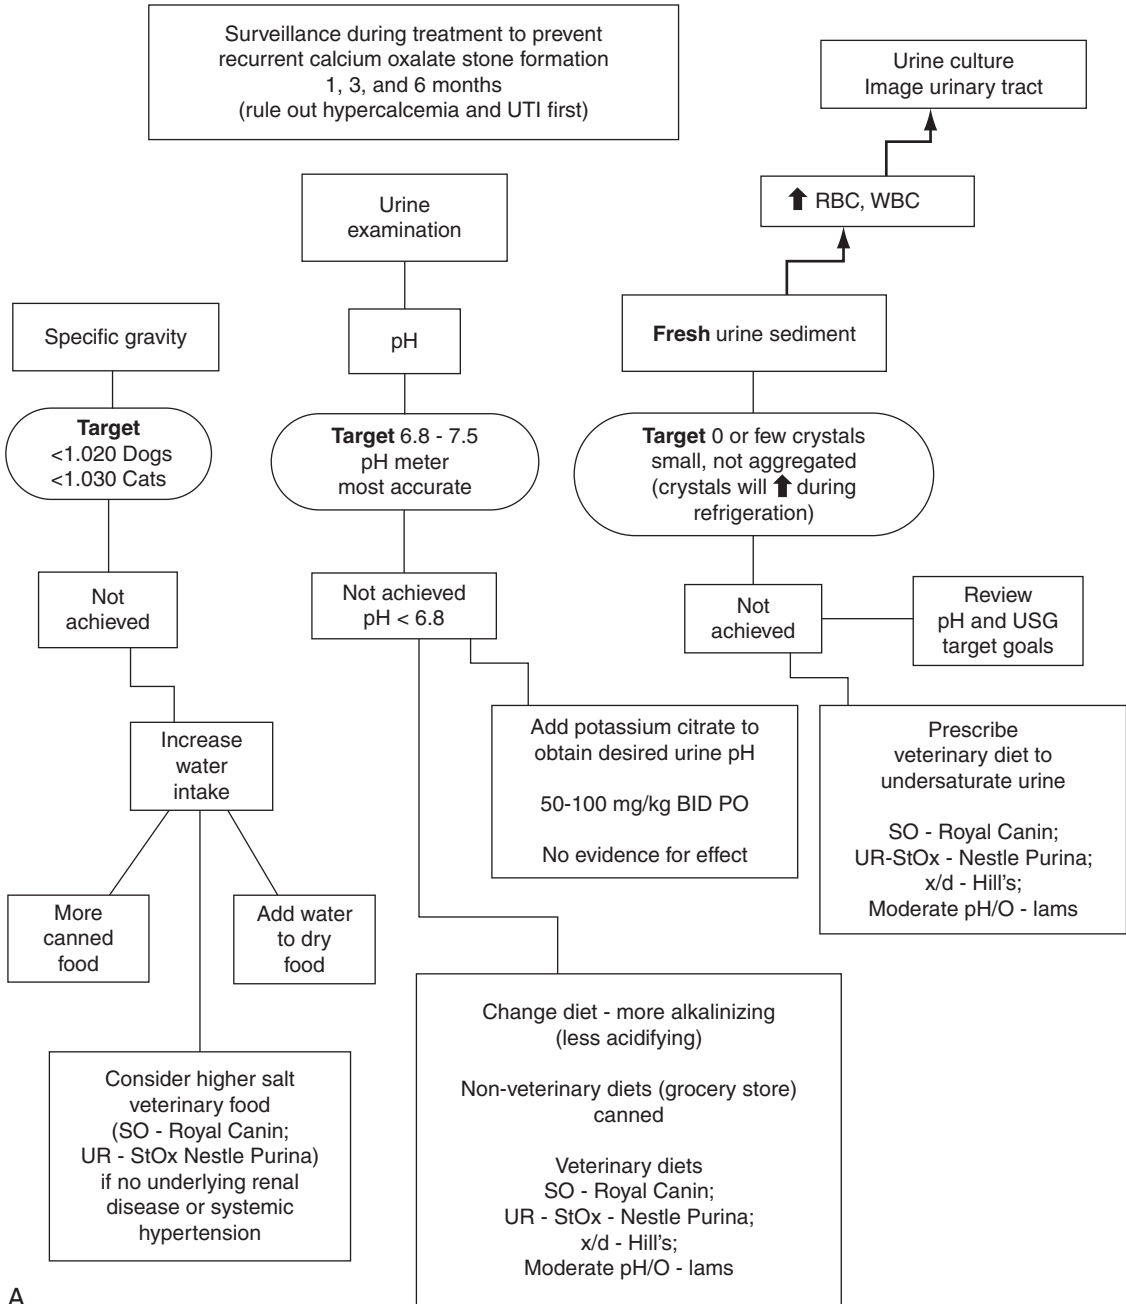 Surveillance during treatment to prevent
recurrent calcium oxalate stone formation
1, 3, and 6 months
(rule out hypercalcemia and UTI first)
Urine culture
Image urinary tract
RBC, WBC
Urine
examination
Specific gravity
pH
Fresh urine sediment
Target
<1.020 Dogs
<1.030 Cats
Target 6.8 - 7.5
pH meter
most accurate
Target 0 or few crystals
small, not aggregated
(crystals will ⬆ during
refrigeration)
Not
achieved
Not achieved
pH < 6.8
Not
achieved
Review
pH and USG
target goals
Increase
water
intake
Add potassium citrate to
obtain desired urine pH
50-100 mg/kg BID PO
No evidence for effect
Prescribe
veterinary diet to
undersaturate urine
SO - Royal Canin;
UR-StOx - Nestle Purina;
x/d - Hill's;
Moderate pH/O - lams
More
canned
food
Add water
to dry
food
Consider higher salt
veterinary food
(SO - Royal Canin;
UR - StOx Nestle Purina)
if no underlying renal
disease or systemic
hypertension
Change diet - more alkalinizing
(less acidifying)
Non-veterinary diets (grocery store)
canned
Veterinary diets
SO - Royal Canin;
UR - StOx - Nestle Purina;
x/d - Hill's;
Moderate pH/O - lams
A